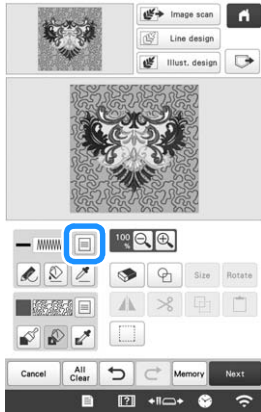 Image scan
Line design
Illust. design
100
%
Size
Rotate
Cancel
All
Clear
Memory
Next